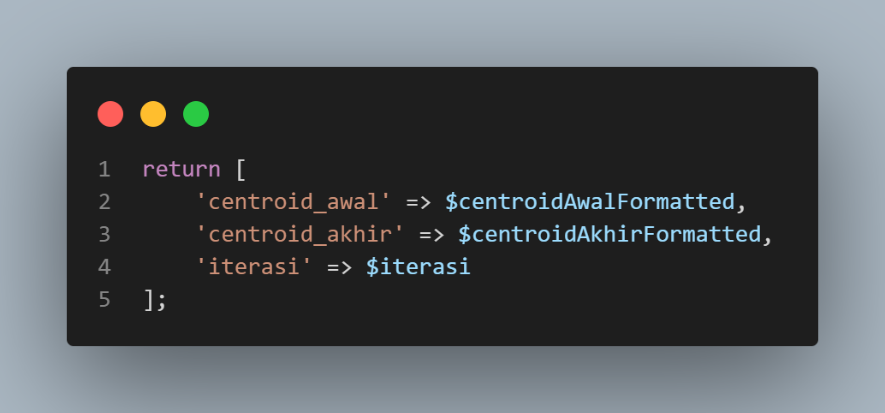 1 return [
2     'centroid_awal' => $centroidAwalFormatted,
3     'centroid_akhir' => $centroidAkhirFormatted,
4     'iterasi' => $iterasi
5 ];